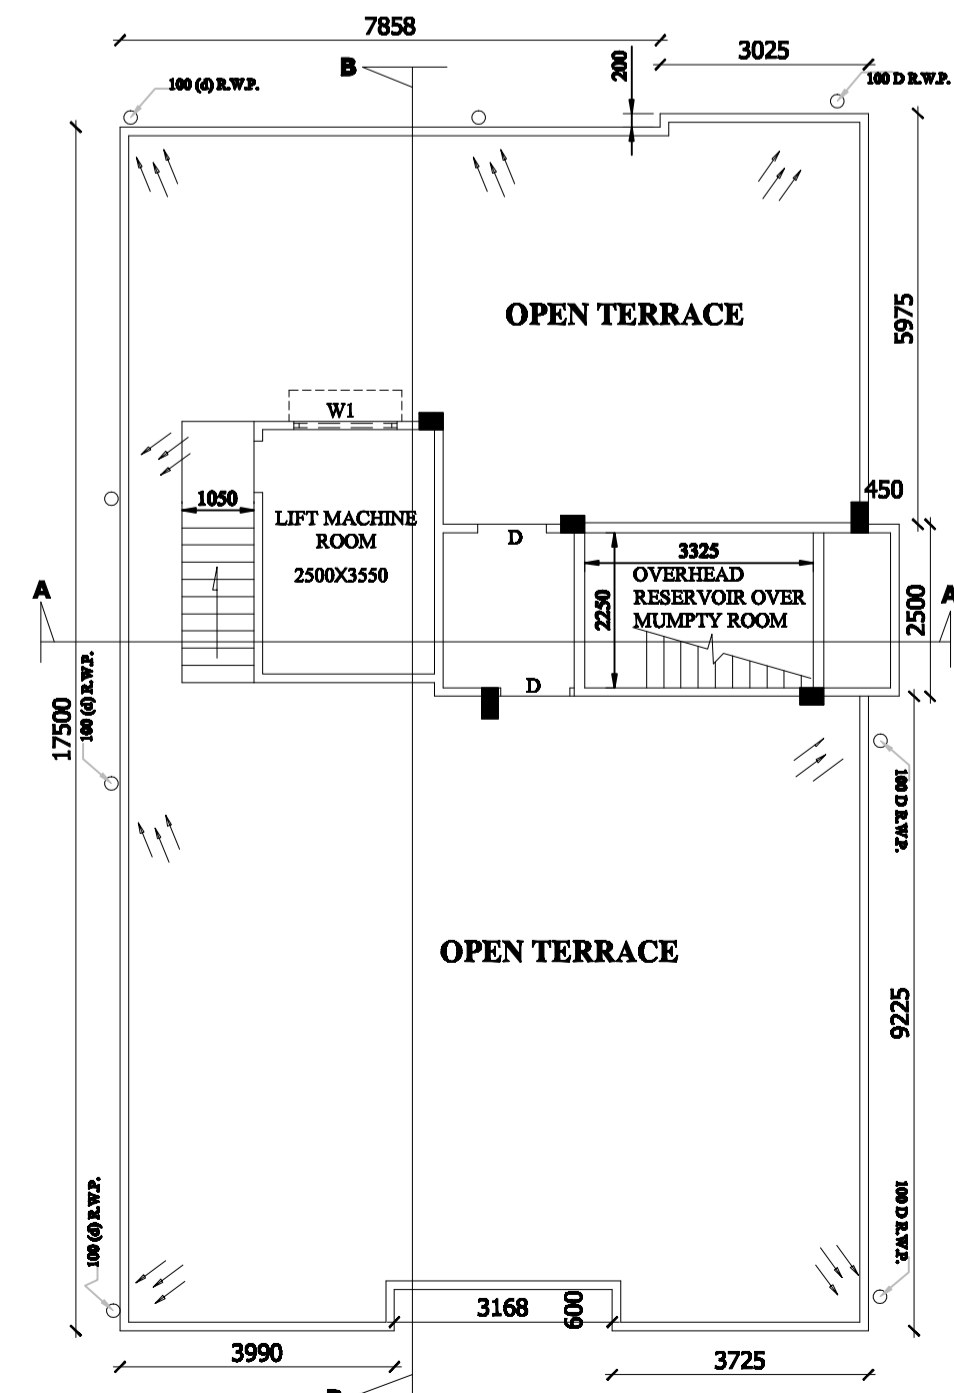 7858
3025
B
200
100 (d) R.W.P.
100 D R.W.P.
OPEN TERRACE
5975
W1
450
1050
LIFT MACHINE
ROOM
2500X3550
D
3325
OVERHEAD
RESERVOIR OVER
MUMPTY ROOM
2250
2500
A
A
D
17500
100 (d) R.W.P.
100 D R.W.P.
OPEN TERRACE
9225
100 (d) R.W.P.
100 D R.W.P.
3168
600
3990
3725